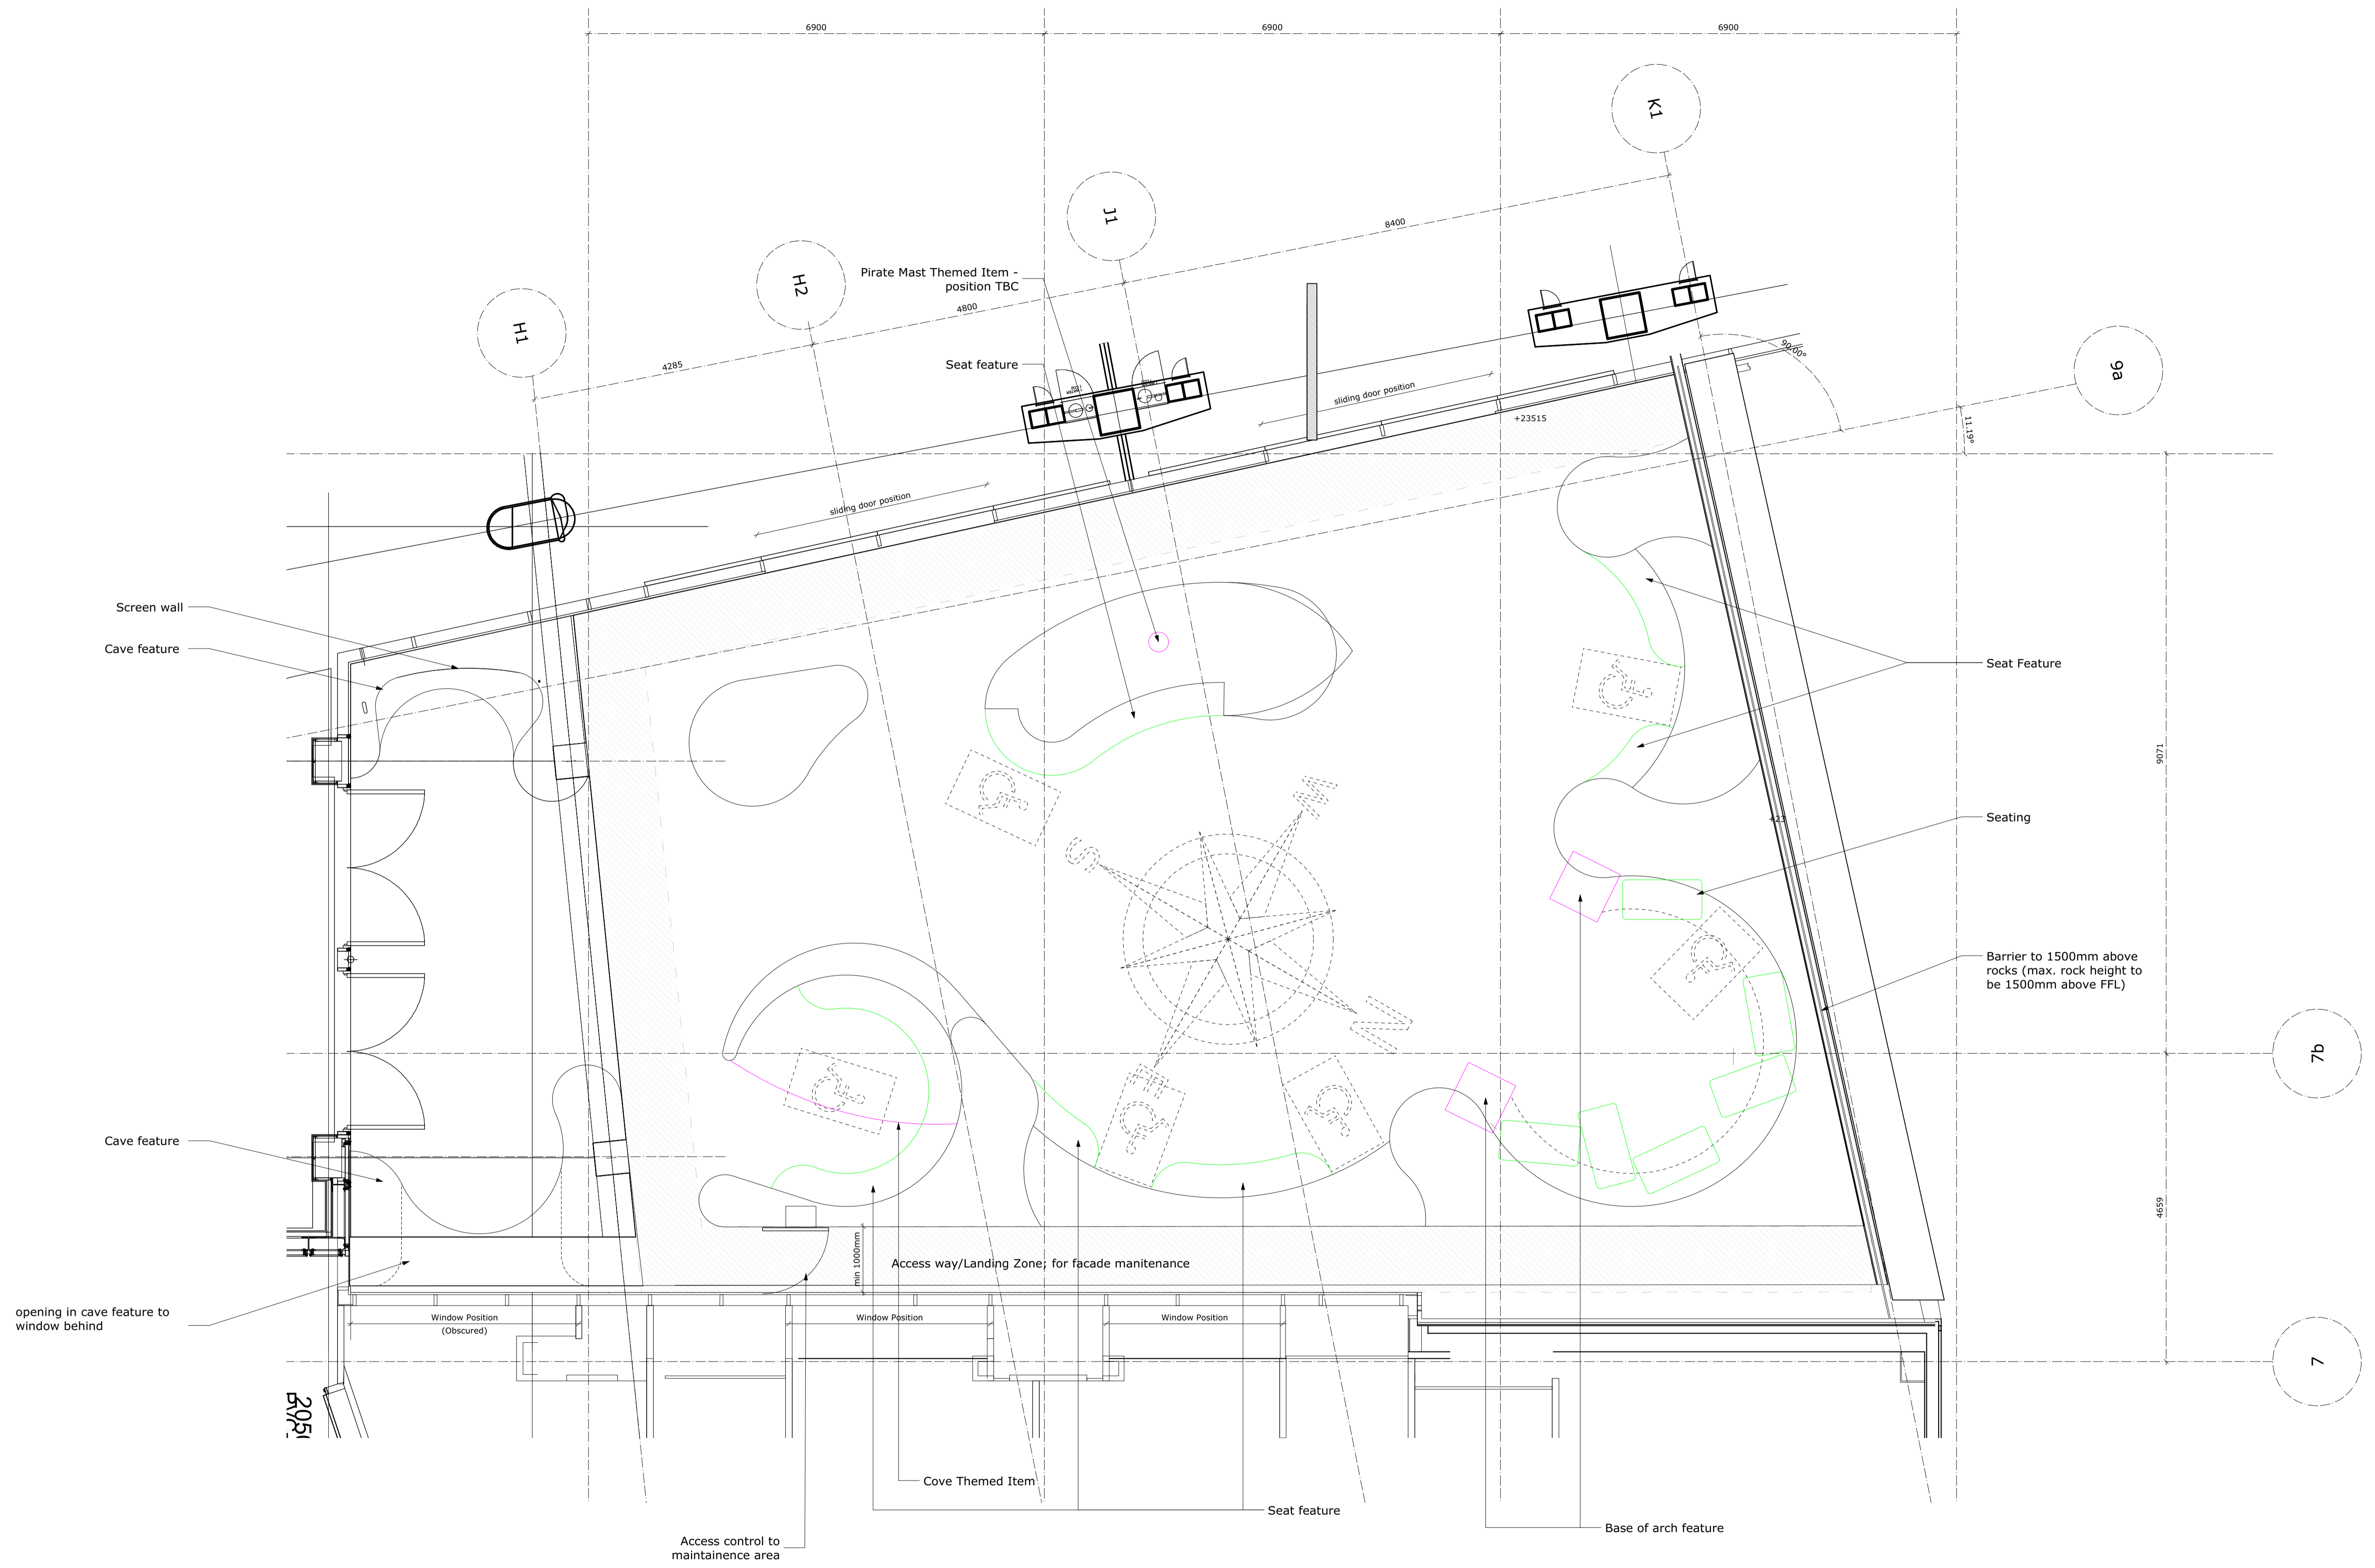 6900
6900
6900
K1
J1
H2
H1
9a
8400
4800
4285
Pirate Mast Themed Item -
position TBC
Seat feature
sliding door position
sliding door position
+23515
90.00°
11.19°
Screen wall
Cave feature
Seat Feature
9071
Seating
+23
S
W
N
E
Barrier to 1500mm above
rocks (max. rock height to
be 1500mm above FFL)
7b
Cave feature
4659
min 1000mm
Access way/Landing Zone; for facade manitenance
opening in cave feature to
window behind
Window Position
(Obscured)
Window Position
Window Position
7
Cove Themed Item
Seat feature
Base of arch feature
Access control to
maintainence area